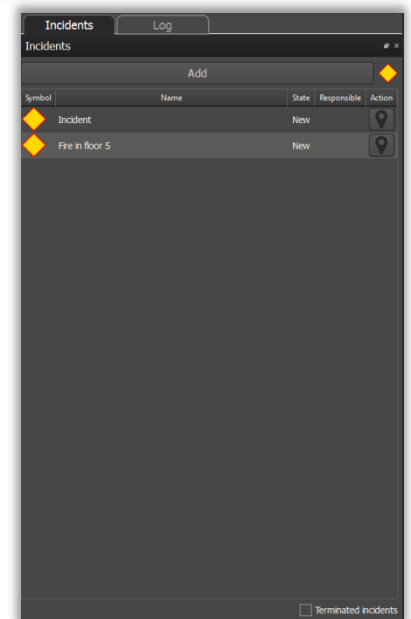 Incidents Log
Incidents
Add
Symbol Name State Responsible Action
Incident New
Fire in floor 5 New
Terminated incidents